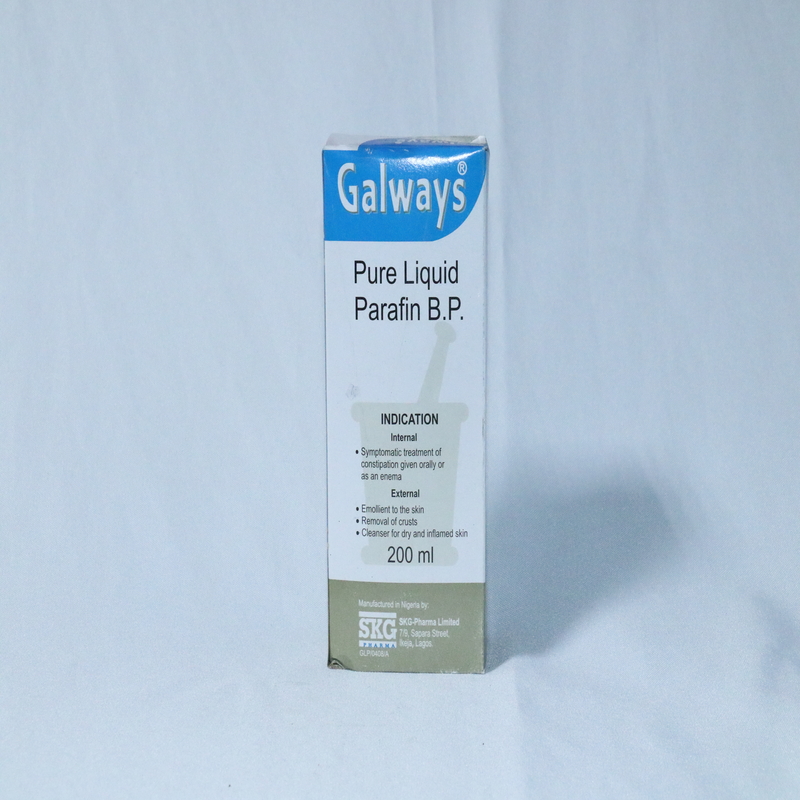 Galways®
Pure Liquid
Parafin B.P.
INDICATION
Internal
• Symptomatic treatment of
constipation given orally or
as an enema
External
• Emollient to the skin
• Removal of crusts
• Cleanser for dry and inflamed skin
200 ml
Manufactured in Nigeria by:
SKG
PHARMA
SKG-Pharma Limited
7/9, Sapara Street,
Ikeja, Lagos.